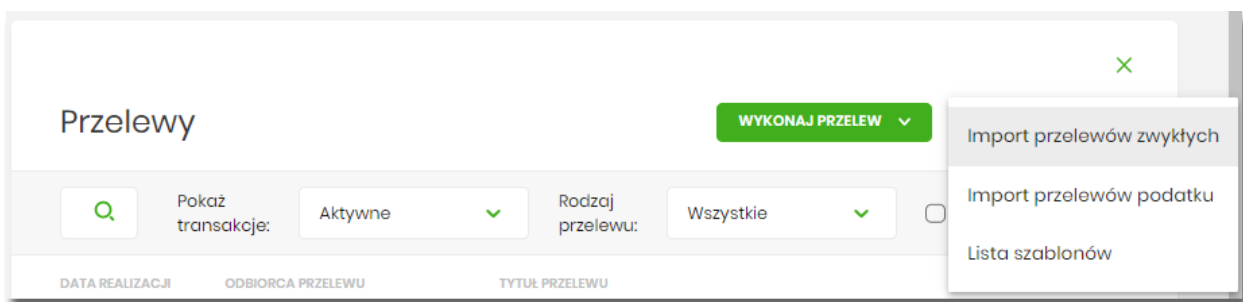 Przelewy
WYKONAJ PRZELEW
Import przelewów zwykłych
Import przelewów podatku
Lista szablonów
Pokaż
transakcje:
Aktywne
Rodzaj
przelewu:
Wszystkie
DATA REALIZACJI
ODBIORCA PRZELEWU
TYTUŁ PRZELEWU